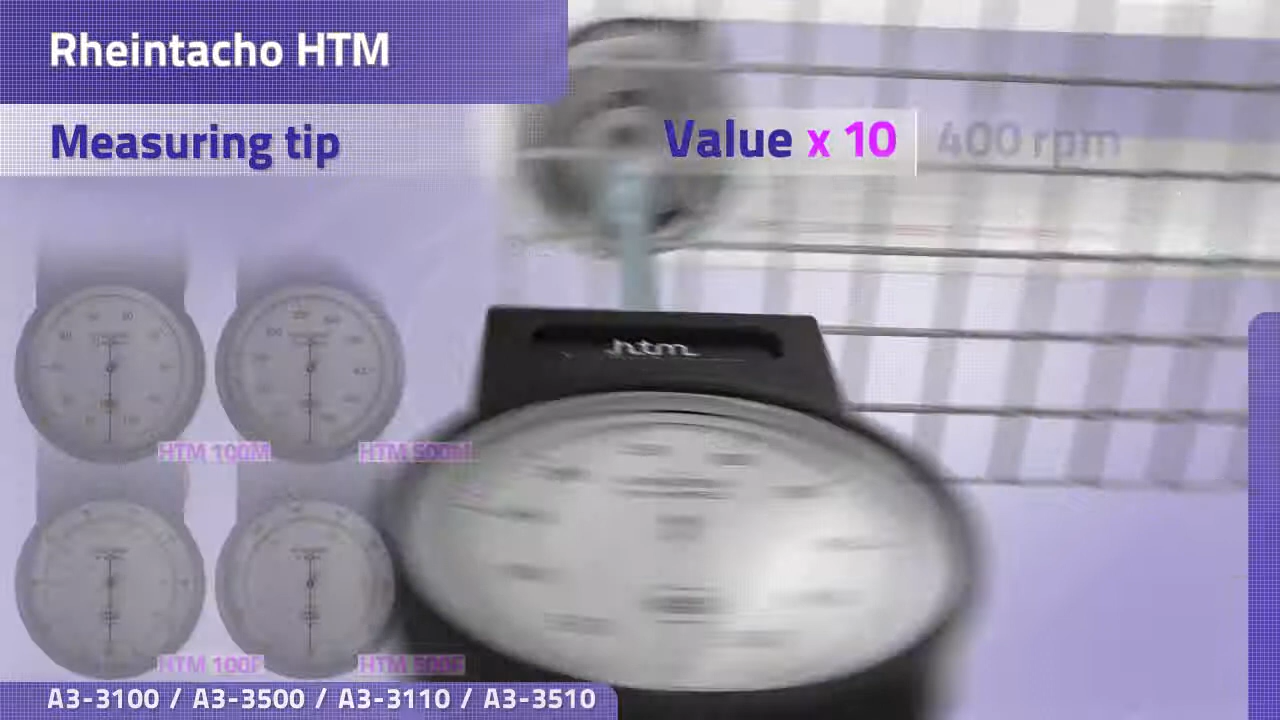 Rheintacho HTM
Measuring tip
Value x 10
400 rpm
htm
HTM 100M
HTM 500M
HTM 100F
HTM 500F
A3-3100 / A3-3500 / A3-3110 / A3-3510